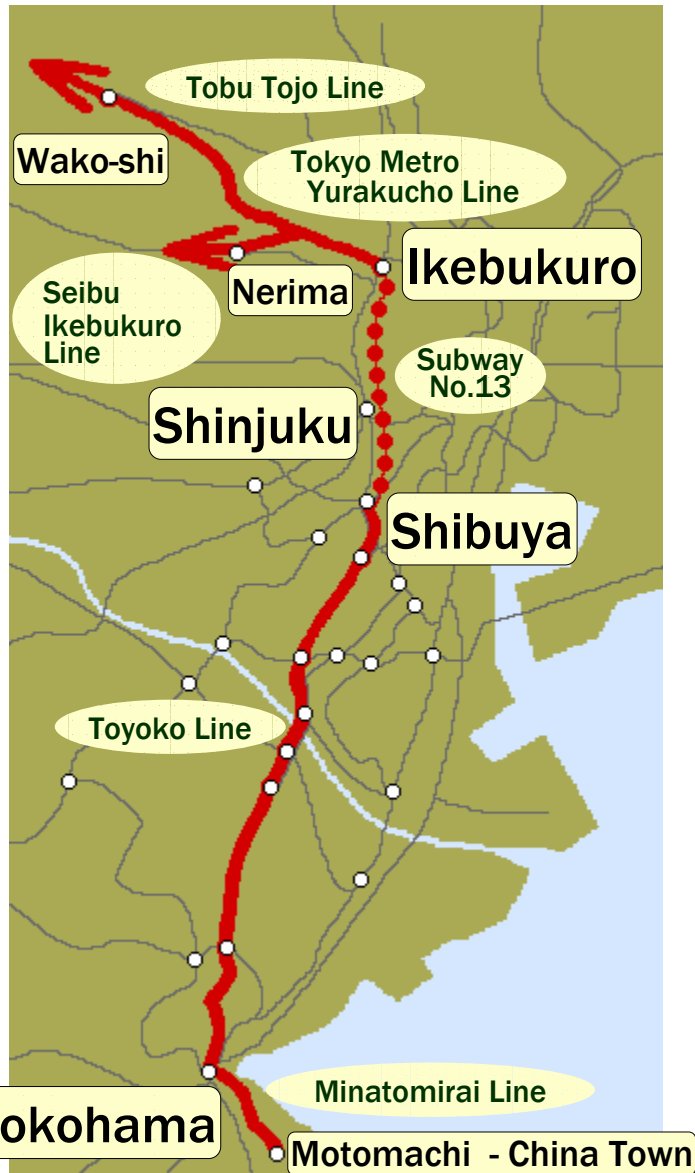 Tobu Tojo Line
Wako-shi
Tokyo Metro
Yurakucho Line
Ikebukuro
Nerima
Seibu
Ikebukuro
Line
Subway
No.13
Shinjuku
Shibuya
Toyoko Line
Minatomirai Line
okohama
Motomachi - China Town